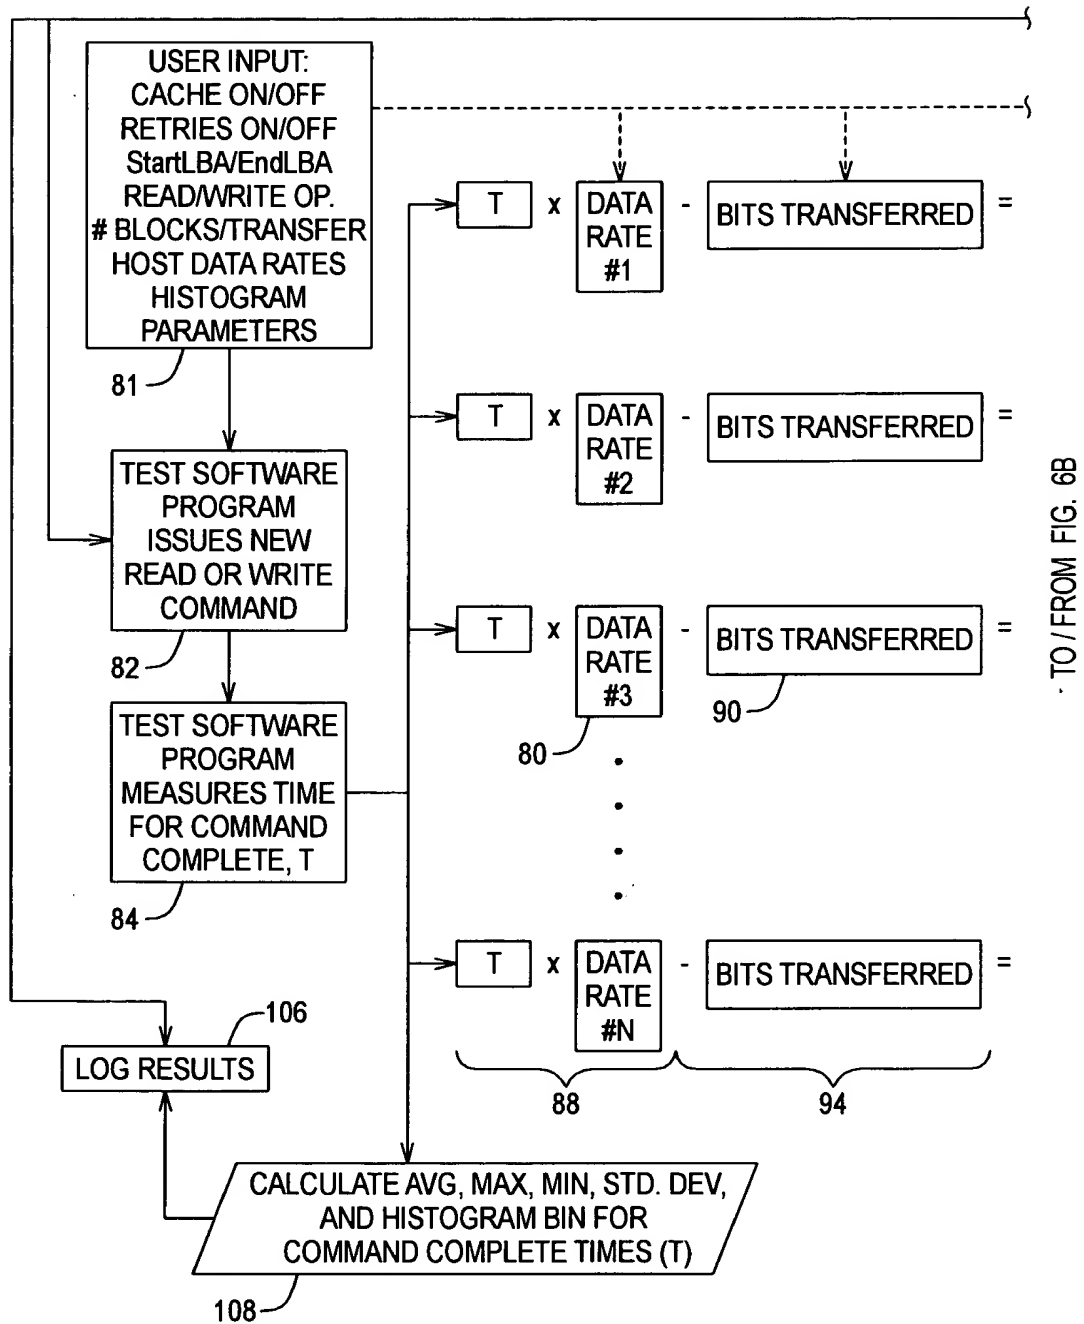 USER INPUT:
CACHE ON/OFF
RETRIES ON/OFF
StartLBA/EndLBA
READ/WRITE OP.
# BLOCKS/TRANSFER
HOST DATA RATES
HISTOGRAM
PARAMETERS
81
TEST SOFTWARE
PROGRAM
ISSUES NEW
READ OR WRITE
COMMAND
82
TEST SOFTWARE
PROGRAM
MEASURES TIME
FOR COMMAND
COMPLETE, T
84
T x DATA RATE #1 - BITS TRANSFERRED =
T x DATA RATE #2 - BITS TRANSFERRED =
T x DATA RATE #3 - BITS TRANSFERRED =
80
90
T x DATA RATE #N - BITS TRANSFERRED =
88
94
TO / FROM FIG. 6B
106
LOG RESULTS
CALCULATE AVG, MAX, MIN, STD. DEV,
AND HISTOGRAM BIN FOR
COMMAND COMPLETE TIMES (T)
108